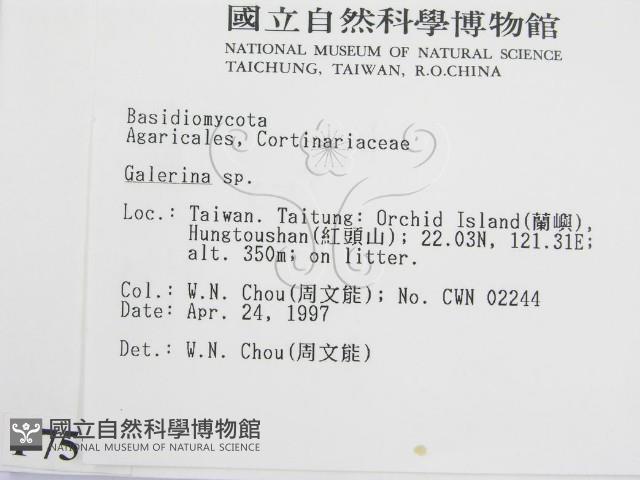 國立自然科學博物館
NATIONAL MUSEUM OF NATURAL SCIENCE
TAICHUNG, TAIWAN, R.O.CHINA
Basidiomycota
Agaricales, Cortinariaceae
Galerina sp.
Loc.: Taiwan. Taitung: Orchid Island(蘭嶼),
Hungtoushan(紅頭山); 22.03N, 121.31E;
alt. 350m; on litter.
Col.: W.N. Chou(周文能); No. CWN 02244
Date: Apr. 24, 1997
Det.: W.N. Chou(周文能)
75
國立自然科學博物館
NATIONAL MUSEUM OF NATURAL SCIENCE